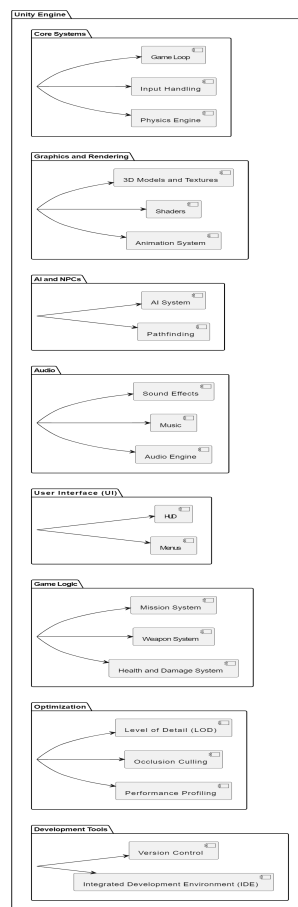 Unity Engine
Core Systems
Game Loop
Input Handling
Physics Engine
Graphics and Rendering
3D Models and Textures
Shaders
Animation System
AI and NPCs
AI System
Pathfinding
Audio
Sound Effects
Music
Audio Engine
User Interface (UI)
HUD
Menus
Game Logic
Mission System
Weapon System
Health and Damage System
Optimization
Level of Detail (LOD)
Occlusion Culling
Performance Profiling
Development Tools
Version Control
Integrated Development Environment (IDE)